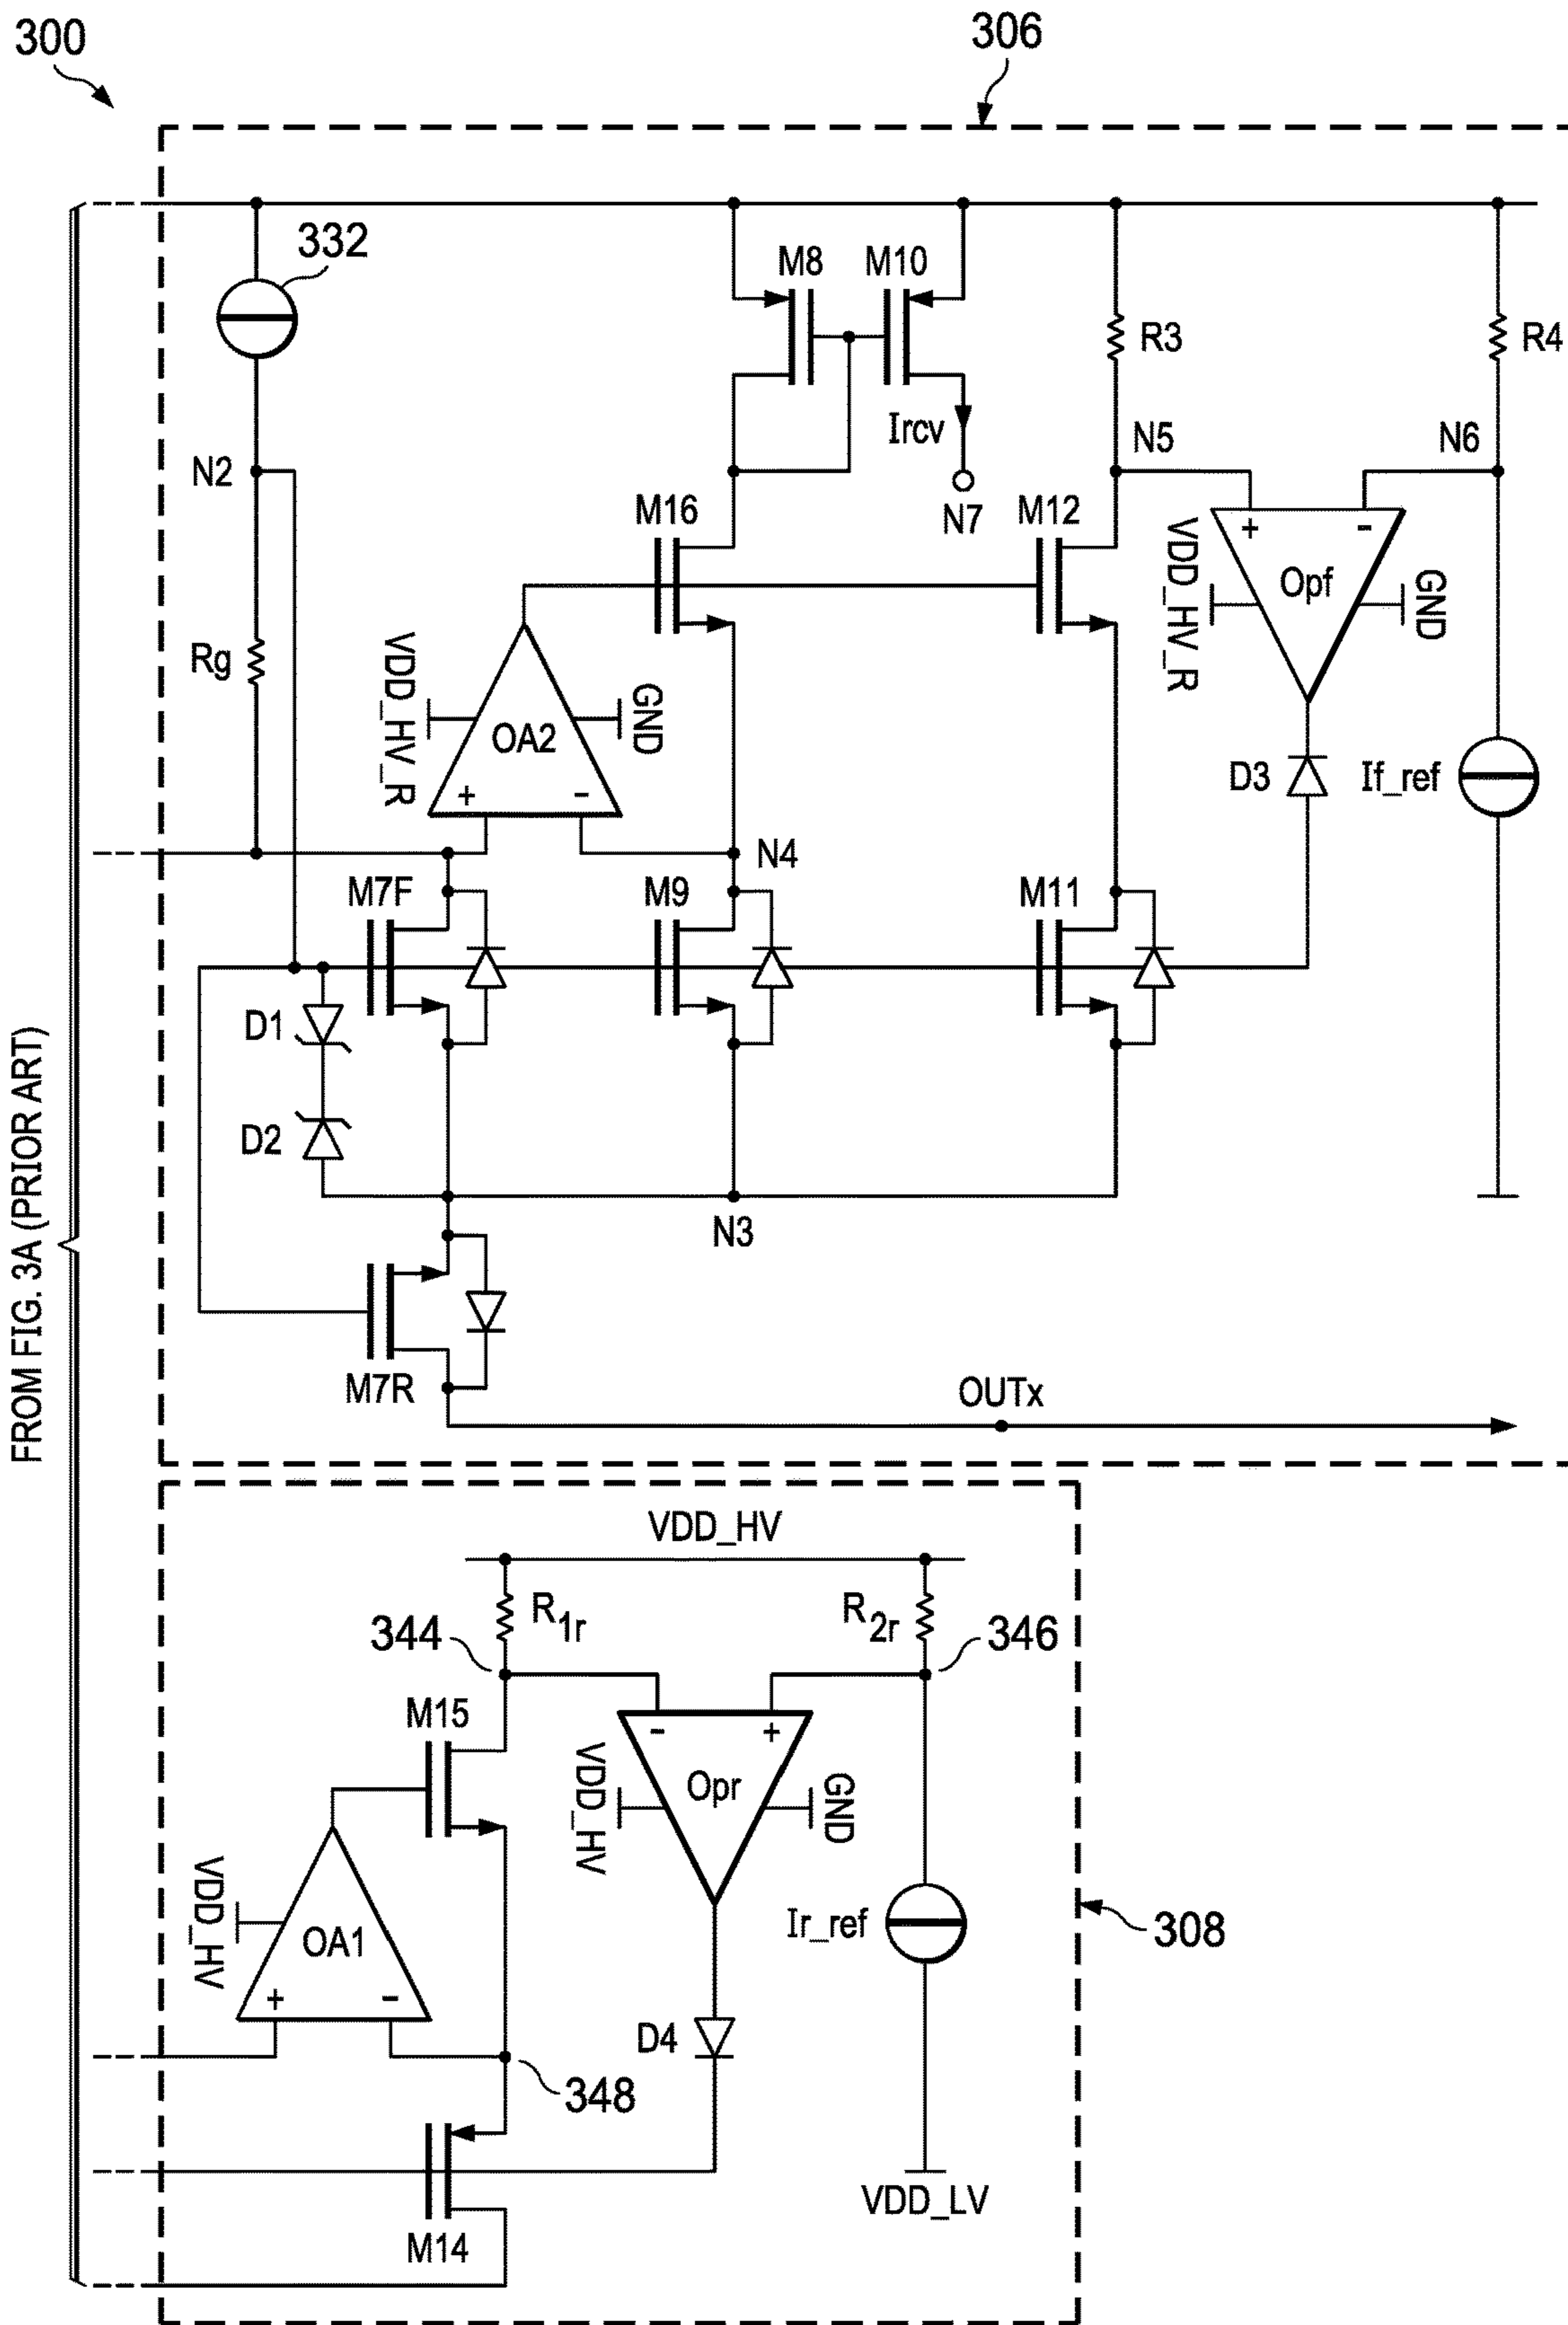 300
306
332
M8
M10
R3
R4
Ircv
N5
N6
N2
N7
M16
M12
+
-
Opf
VDD_HV_R
GND
Rg
VDD_HV_R
GND
OA2
+
-
D3
If_ref
N4
M7F
M9
M11
D1
D2
N3
M7R
OUTx
FROM FIG. 3A (PRIOR ART)
VDD_HV
R1r
R2r
344
346
M15
-
+
VDD_HV
Opr
GND
VDD_HV
OA1
+
-
Ir_ref
308
D4
348
VDD_LV
M14